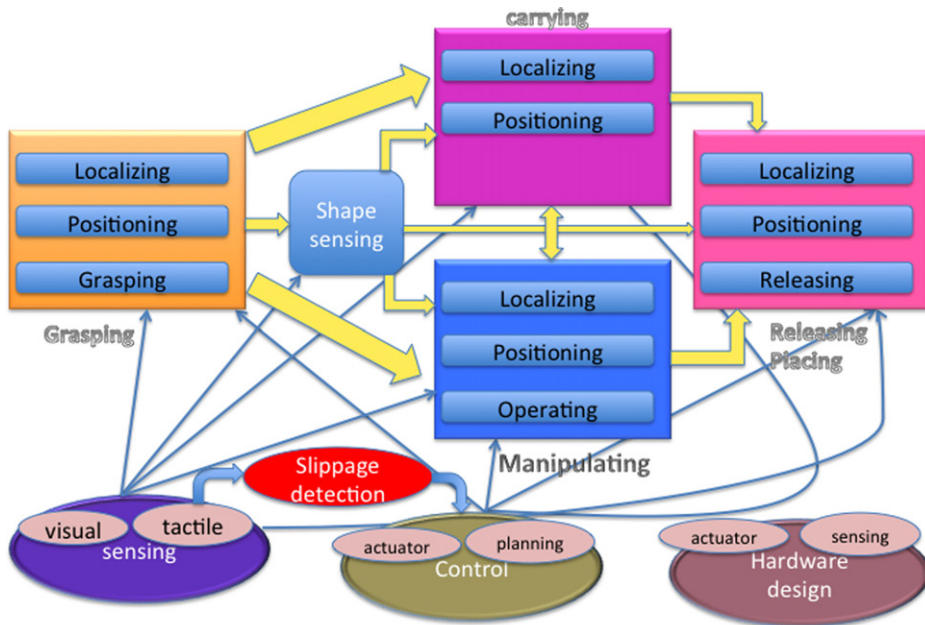 carrying
Localizing
Positioning
Localizing
Positioning
Grasping
Grasping
Shape
sensing
Localizing
Positioning
Operating
Manipulating
Localizing
Positioning
Releasing
Releasing
Placing
Slippage
detection
visual
tactile
sensing
actuator
planning
Control
actuator
sensing
Hardware
design